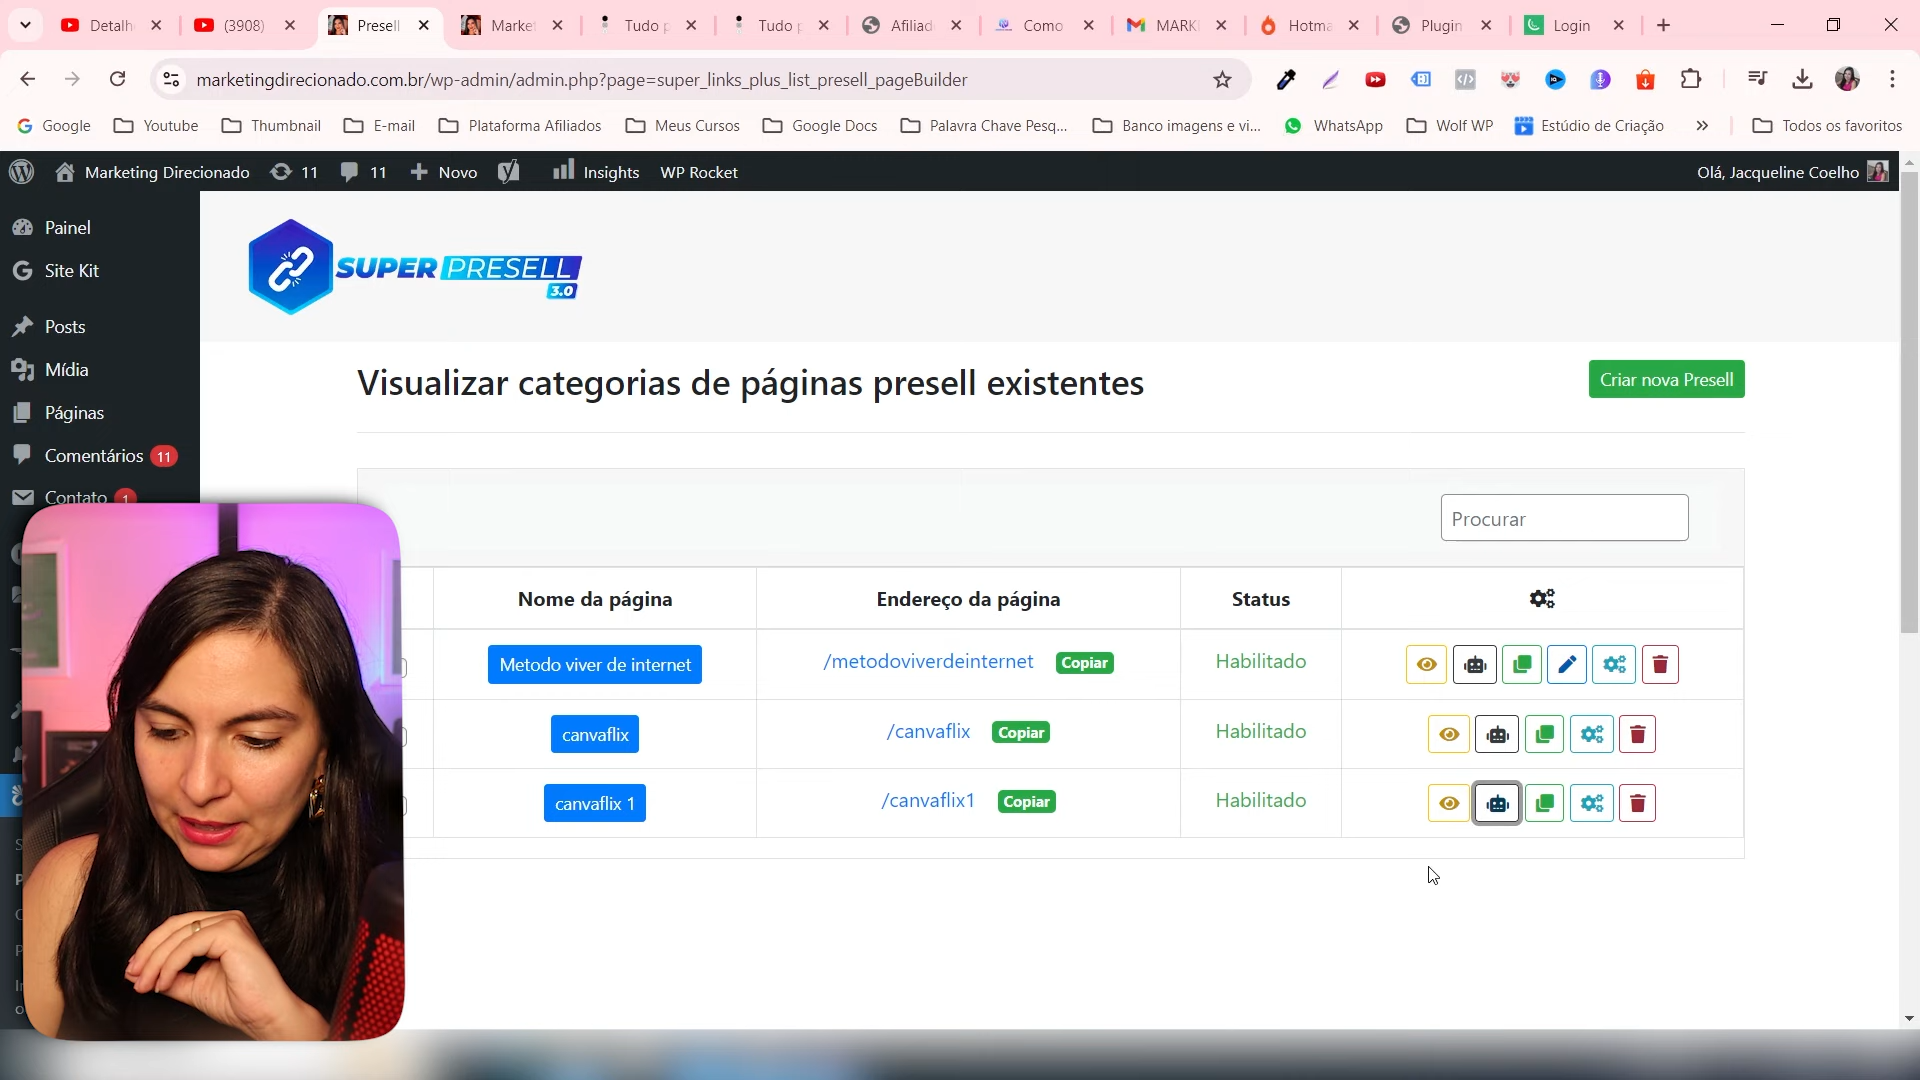 Detalh
(3908)
Presell
Market
Tudo p
Tudo p
Afiliad
Como
MARK
Hotma
Plugin
Login
marketingdirecionado.com.br/wp-admin/admin.php?page=super_links_plus_list_presell_pageBuilder
Google
Youtube
Thumbnail
E-mail
Plataforma Afiliados
Meus Cursos
Google Docs
Palavra Chave Pesq...
Banco imagens e vi...
WhatsApp
Wolf WP
Estúdio de Criação
Todos os favoritos
Marketing Direcionado
11
11
Novo
Insights
WP Rocket
Olá, Jacqueline Coelho
Painel
Site Kit
Posts
Mídia
Páginas
Comentários 11
Contato 1
SUPER PRESELL
3.0
Visualizar categorias de páginas presell existentes
Criar nova Presell
Procurar
Nome da página
Endereço da página
Status
Metodo viver de internet
/metodoviverdeinternet
Copiar
Habilitado
canvaflix
/canvaflix
Copiar
Habilitado
canvaflix 1
/canvaflix1
Copiar
Habilitado